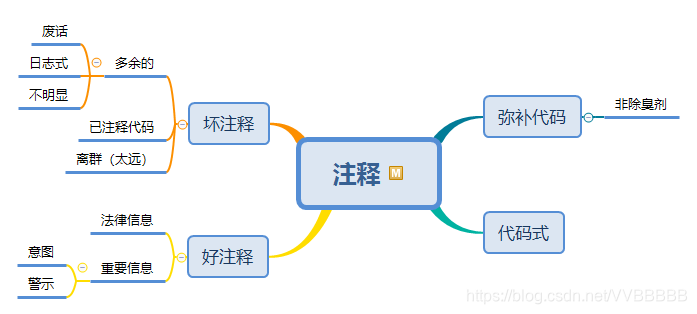 注释 M
弥补代码
非除臭剂
代码式
坏注释
多余的
废话
日志式
不明显
已注释代码
离群（太远）
好注释
法律信息
重要信息
意图
警示
https://blog.csdn.net/VVBBBBB